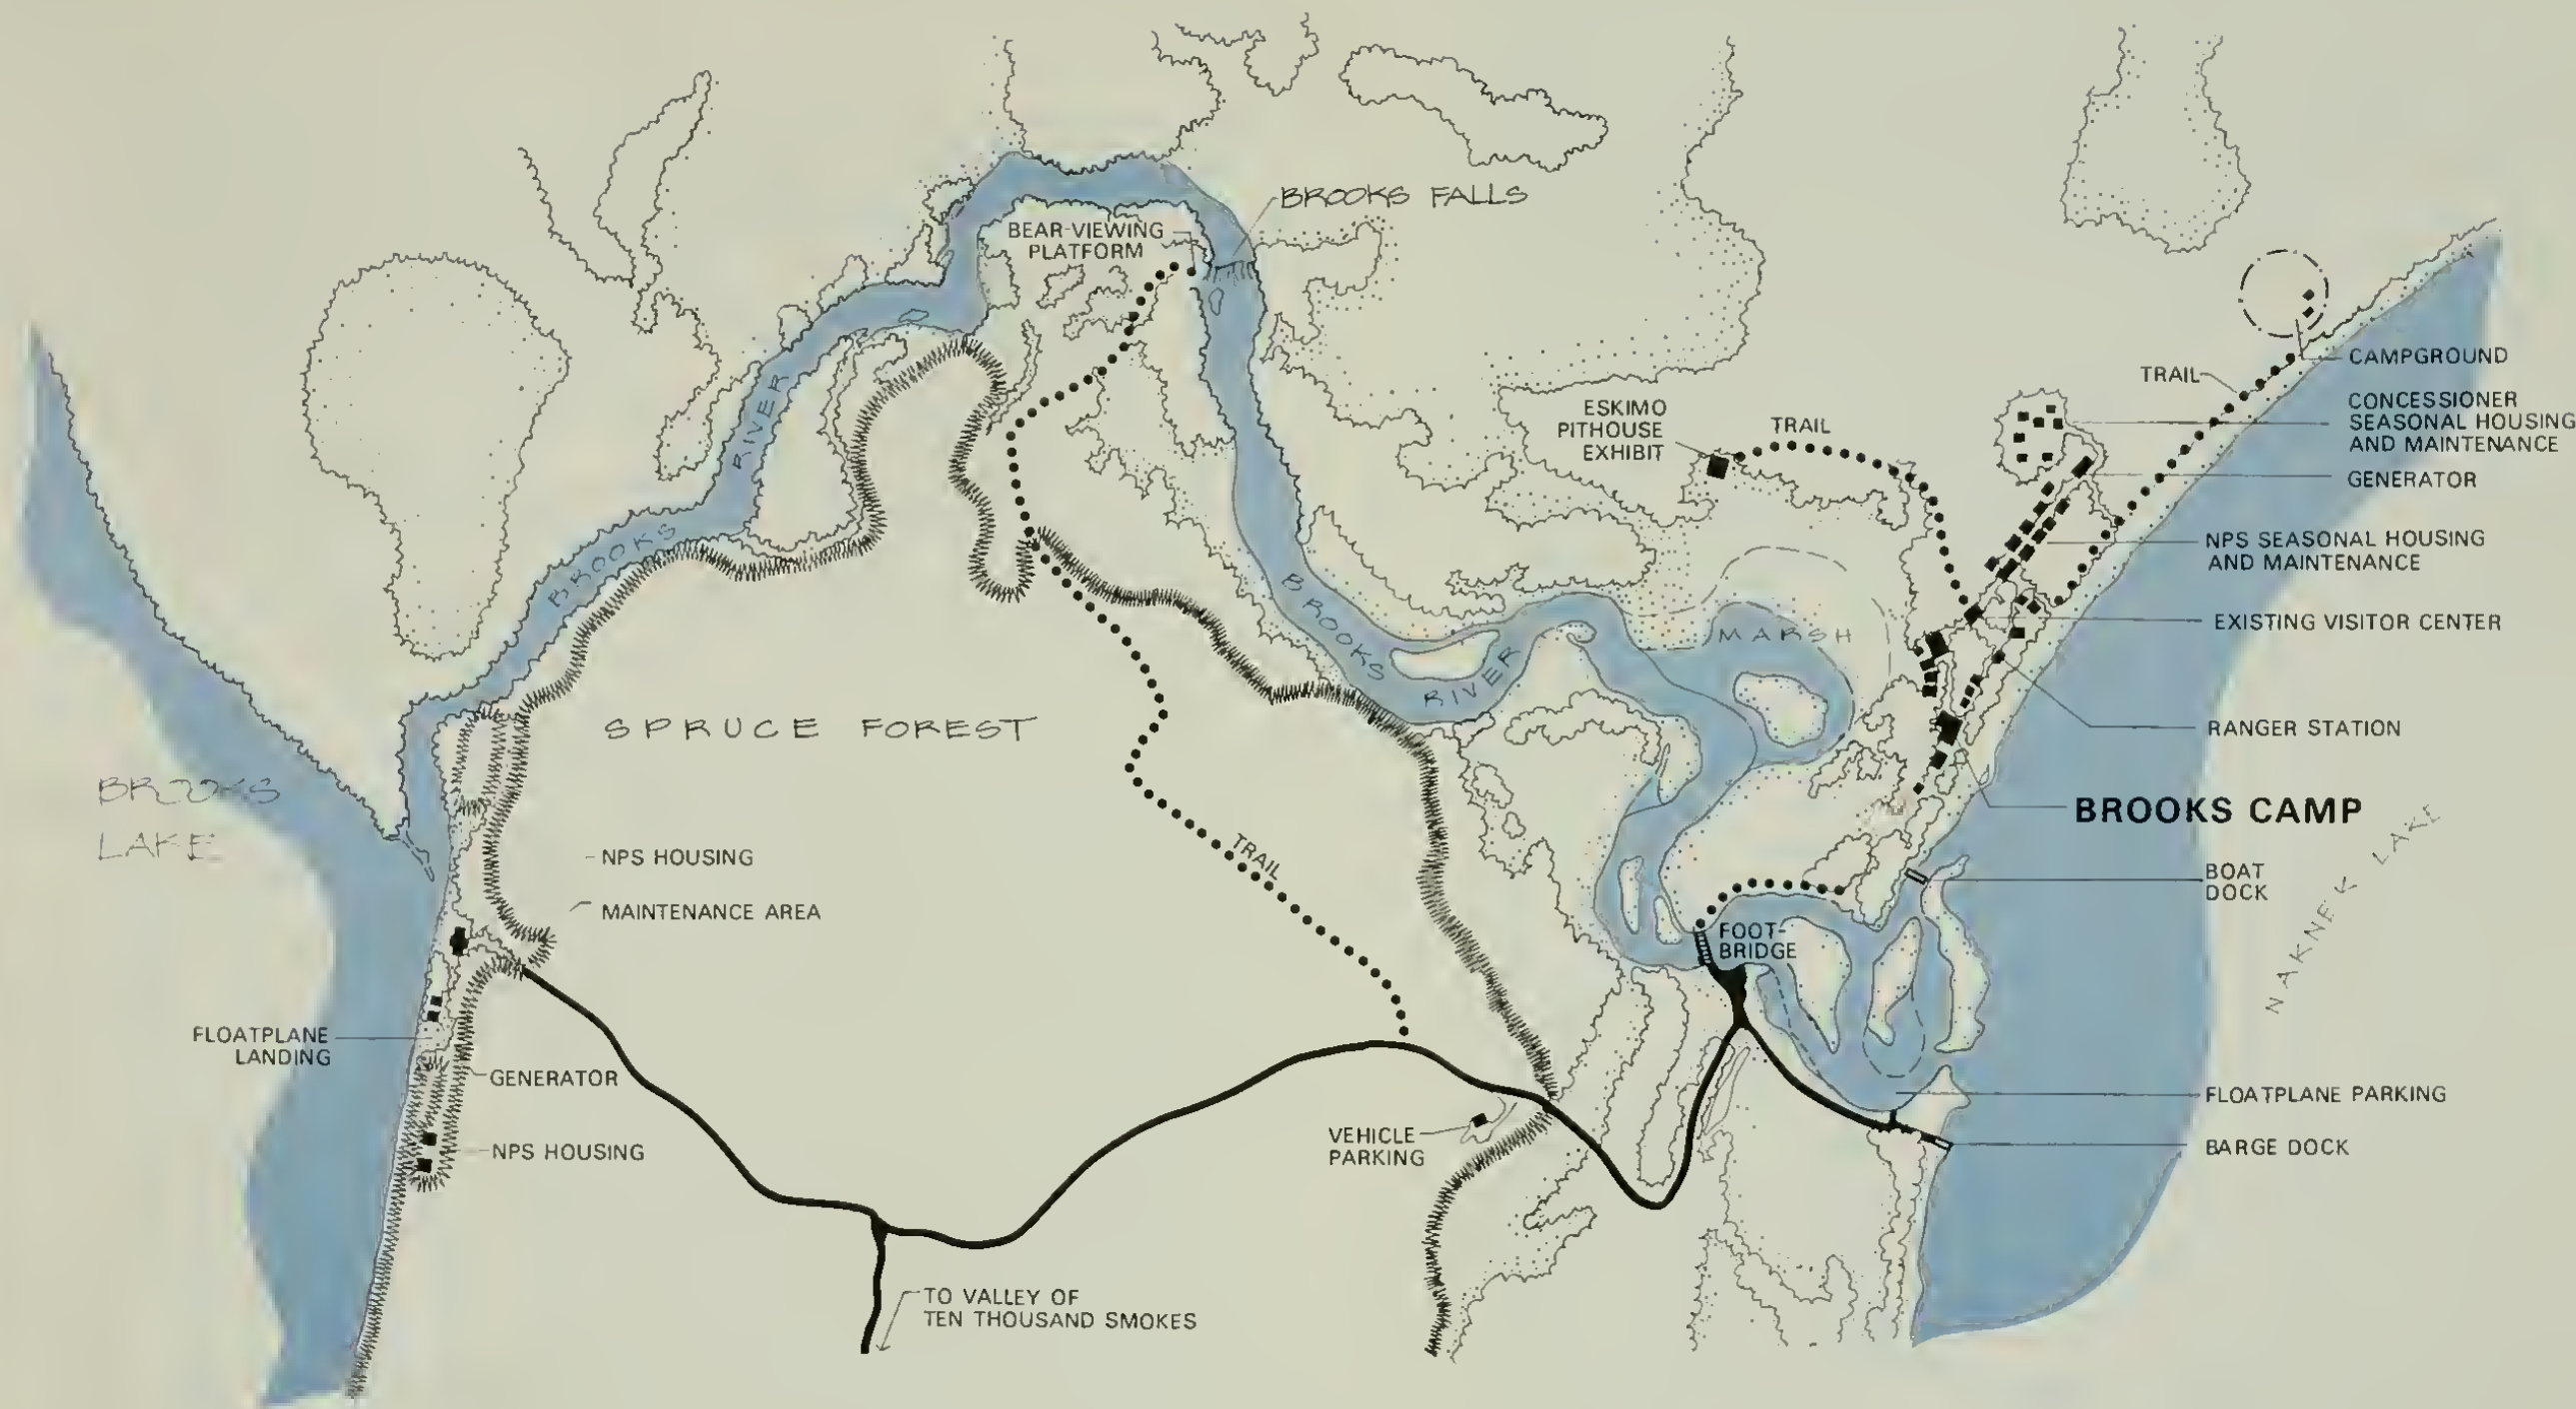 BROOKS FALLS
BEAR-VIEWING
PLATFORM
CAMPGROUND
TRAIL
CONCESSIONER
SEASONAL HOUSING
AND MAINTENANCE
ESKIMO
PITHOUSE
EXHIBIT
TRAIL
GENERATOR
NPS SEASONAL HOUSING
AND MAINTENANCE
BROOKS
RIVER
BROOKS
RIVER
MARSH
EXISTING VISITOR CENTER
SPRUCE FOREST
RANGER STATION
BROOKS
LAKE
BROOKS CAMP
NAKNEK LAKE
NPS HOUSING
TRAIL
BOAT
DOCK
MAINTENANCE AREA
FOOT-
BRIDGE
FLOATPLANE
LANDING
GENERATOR
FLOATPLANE PARKING
VEHICLE
PARKING
NPS HOUSING
BARGE DOCK
TO VALLEY OF
TEN THOUSAND SMOKES